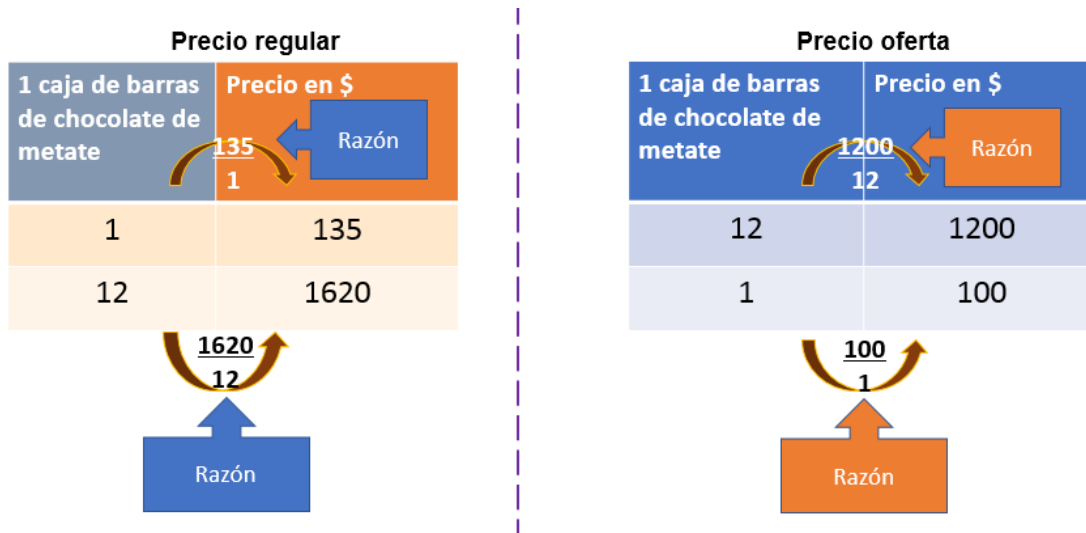 Precio regular
1 caja de barras
de chocolate de
metate
Precio en $
135
1
Razón
1
135
12
1620
1620
12
Razón
Precio oferta
1 caja de barras
de chocolate de
metate
Precio en $
1200
12
Razón
12
1200
1
100
100
1
Razón